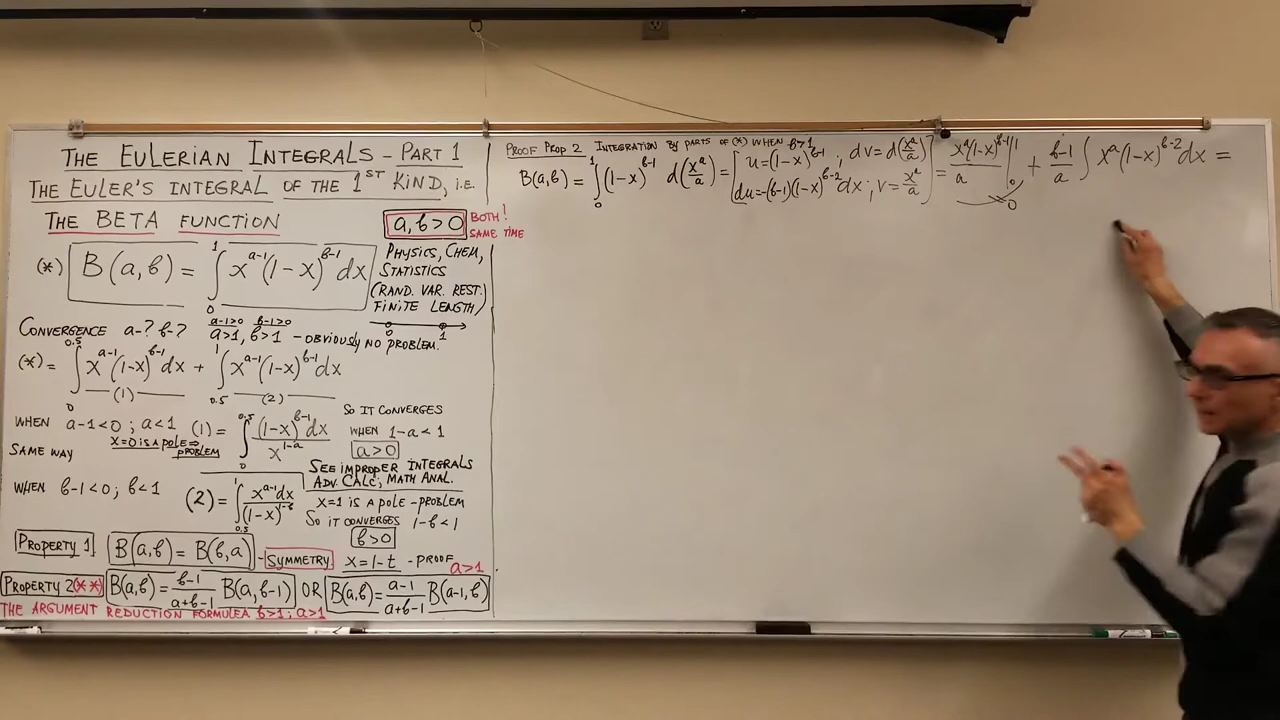 THE EULERIAN INTEGRALS - PART 1
THE EULER'S INTEGRAL OF THE 1ST KIND, i.E.
THE BETA FUNCTION
a, b > 0 BOTH! SAME TIME
(*) B(a,b) = ∫₀¹ x^{a-1}(1-x)^{b-1}dx
PHYSICS, CHEM,
STATISTICS
(RAND. VAR. REST.
FINITE LENGTH)
0 1
CONVERGENCE a-? b-? a-1>0 b-1>0 a>1, b>1 - OBVIOUSLY NO PROBLEM.
(*) = ∫₀^{0.5} x^{a-1}(1-x)^{b-1}dx + ∫_{0.5}^{1} x^{a-1}(1-x)^{b-1}dx
(1) (2)
WHEN a-1<0; a<1 (1) = ∫₀^{0.5} (1-x)^{b-1}dx / x^{1-a}
X=0 IS A POLE ⇒ PROBLEM
SO IT CONVERGES
WHEN 1-a<1
a>0
SAME WAY
SEE IMPROPER INTEGRALS
ADV. CALC; MATH ANAL.
WHEN b-1<0; b<1 (2) = ∫_{0.5}^{1} x^{a-1}dx / (1-x)^{1-b}
X=1 IS A POLE - PROBLEM
SO IT CONVERGES 1-b<1
b>0
PROPERTY 1 B(a,b) = B(b,a) - SYMMETRY X=1-t - PROOF
a>1
PROPERTY 2 (**) B(a,b) = (b-1)/(a+b-1) B(a,b-1) OR B(a,b) = (a-1)/(a+b-1) B(a-1,b)
THE ARGUMENT REDUCTION FORMULEA b>1; a>1
PROOF PROP 2 INTEGRATION BY PARTS OF (*) WHEN b>1
B(a,b) = ∫₀¹ (1-x)^{b-1} d(x^a/a) = [u=(1-x)^{b-1}; dv=d(x^a/a) du=-(b-1)(1-x)^{b-2}dx; v=x^a/a] = x^a(1-x)^{b-1}/a |₀¹ + (b-1)/a ∫ x^a(1-x)^{b-2}dx =
0